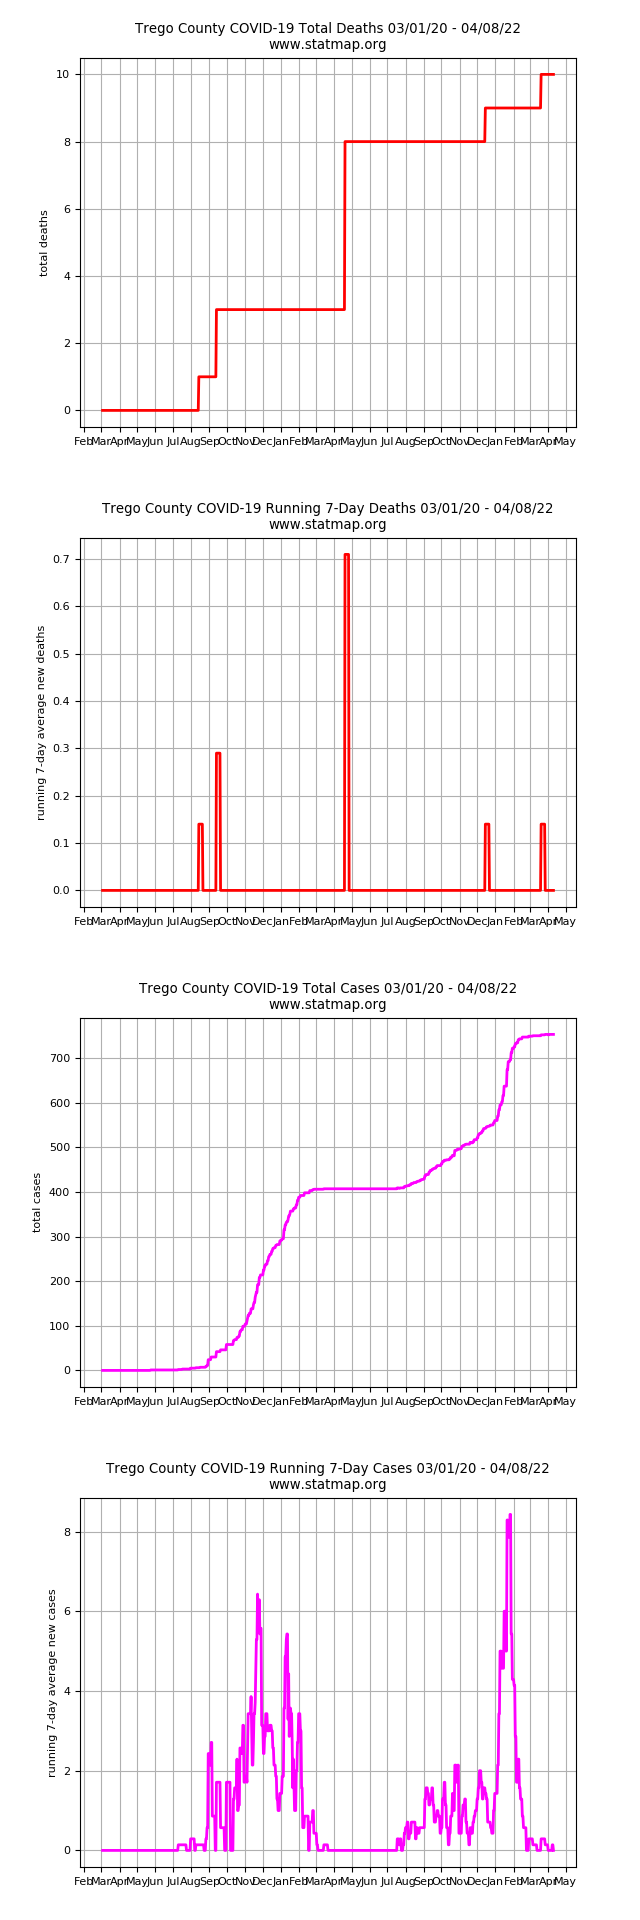 Trego County COVID-19 Total Deaths 03/01/20 - 04/08/22
www.statmap.org
10
8
6
4
2
0
total deaths
Feb Mar Apr May Jun Jul Aug Sep Oct Nov Dec Jan Feb Mar Apr May Jun Jul Aug Sep Oct Nov Dec Jan Feb Mar Apr May
Trego County COVID-19 Running 7-Day Deaths 03/01/20 - 04/08/22
www.statmap.org
0.7
0.6
0.5
0.4
0.3
0.2
0.1
0.0
running 7-day average new deaths
Feb Mar Apr May Jun Jul Aug Sep Oct Nov Dec Jan Feb Mar Apr May Jun Jul Aug Sep Oct Nov Dec Jan Feb Mar Apr May
Trego County COVID-19 Total Cases 03/01/20 - 04/08/22
www.statmap.org
700
600
500
400
300
200
100
0
total cases
Feb Mar Apr May Jun Jul Aug Sep Oct Nov Dec Jan Feb Mar Apr May Jun Jul Aug Sep Oct Nov Dec Jan Feb Mar Apr May
Trego County COVID-19 Running 7-Day Cases 03/01/20 - 04/08/22
www.statmap.org
8
6
4
2
0
running 7-day average new cases
Feb Mar Apr May Jun Jul Aug Sep Oct Nov Dec Jan Feb Mar Apr May Jun Jul Aug Sep Oct Nov Dec Jan Feb Mar Apr May